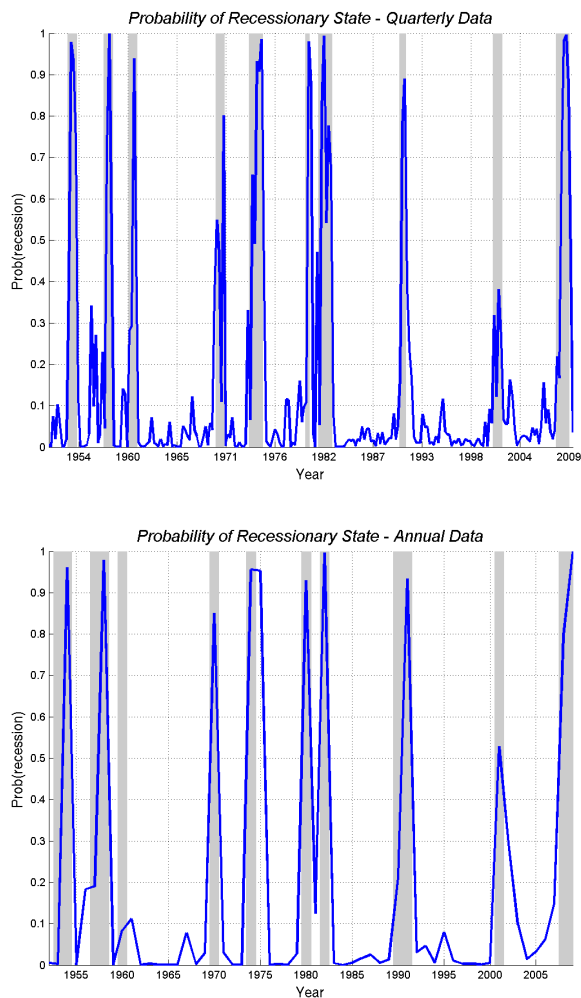 Probability of Recessionary State - Quarterly Data
1
0.9
0.8
0.7
0.6
0.5
0.4
0.3
0.2
0.1
0
Prob(recession)
1954 1960 1965 1971 1976 1982 1987 1993 1998 2004 2009
Year
Probability of Recessionary State - Annual Data
1
0.9
0.8
0.7
0.6
0.5
0.4
0.3
0.2
0.1
0
Prob(recession)
1955 1960 1965 1970 1975 1980 1985 1990 1995 2000 2005
Year